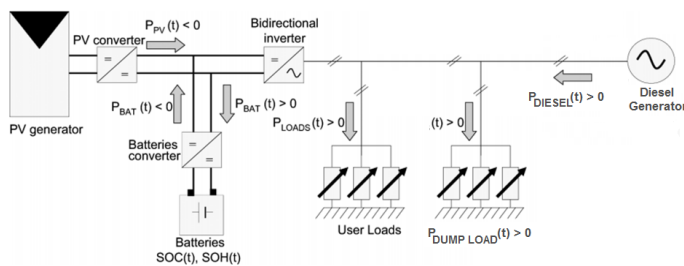 P_PV (t) < 0
PV converter
Bidirectional
inverter
PV generator
P_BAT (t)<0
P_BAT (t)>0
P_LOADS(t) > 0
(t) > 0
P_DIESEL(t)>0
Diesel
Generator
Batteries
converter
Batteries
SOC(t), SOH(t)
User Loads
P_DUMP LOAD(t) > 0